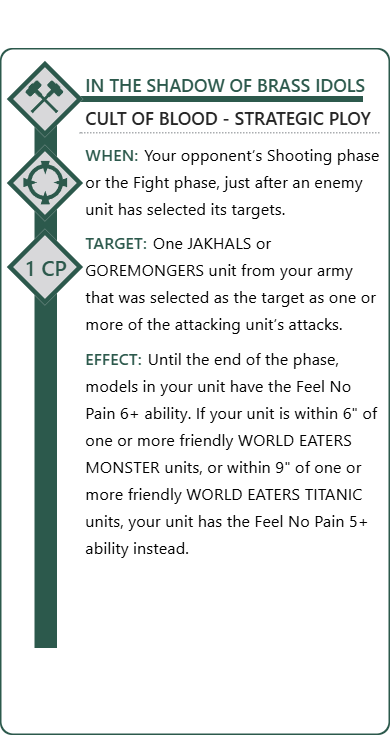 IN THE SHADOW OF BRASS IDOLS
CULT OF BLOOD - STRATEGIC PLOY
WHEN: Your opponent's Shooting phase
or the Fight phase, just after an enemy
unit has selected its targets.
1 CP
TARGET: One JAKHALS or
GOREMONGERS unit from your army
that was selected as the target as one or
more of the attacking unit's attacks.
EFFECT: Until the end of the phase,
models in your unit have the Feel No
Pain 6+ ability. If your unit is within 6" of
one or more friendly WORLD EATERS
MONSTER units, or within 9" of one or
more friendly WORLD EATERS TITANIC
units, your unit has the Feel No Pain 5+
ability instead.